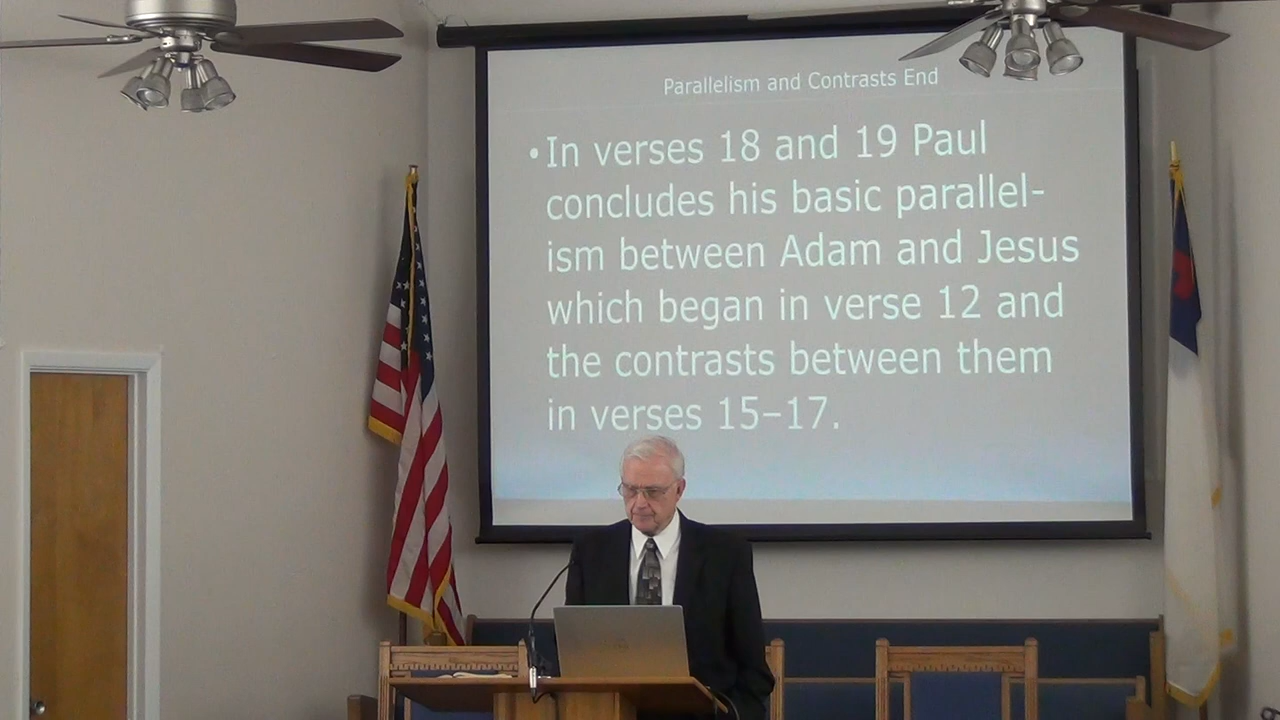 Parallelism and Contrasts End
•In verses 18 and 19 Paul
concludes his basic parallel-
ism between Adam and Jesus
which began in verse 12 and
the contrasts between them
in verses 15–17.